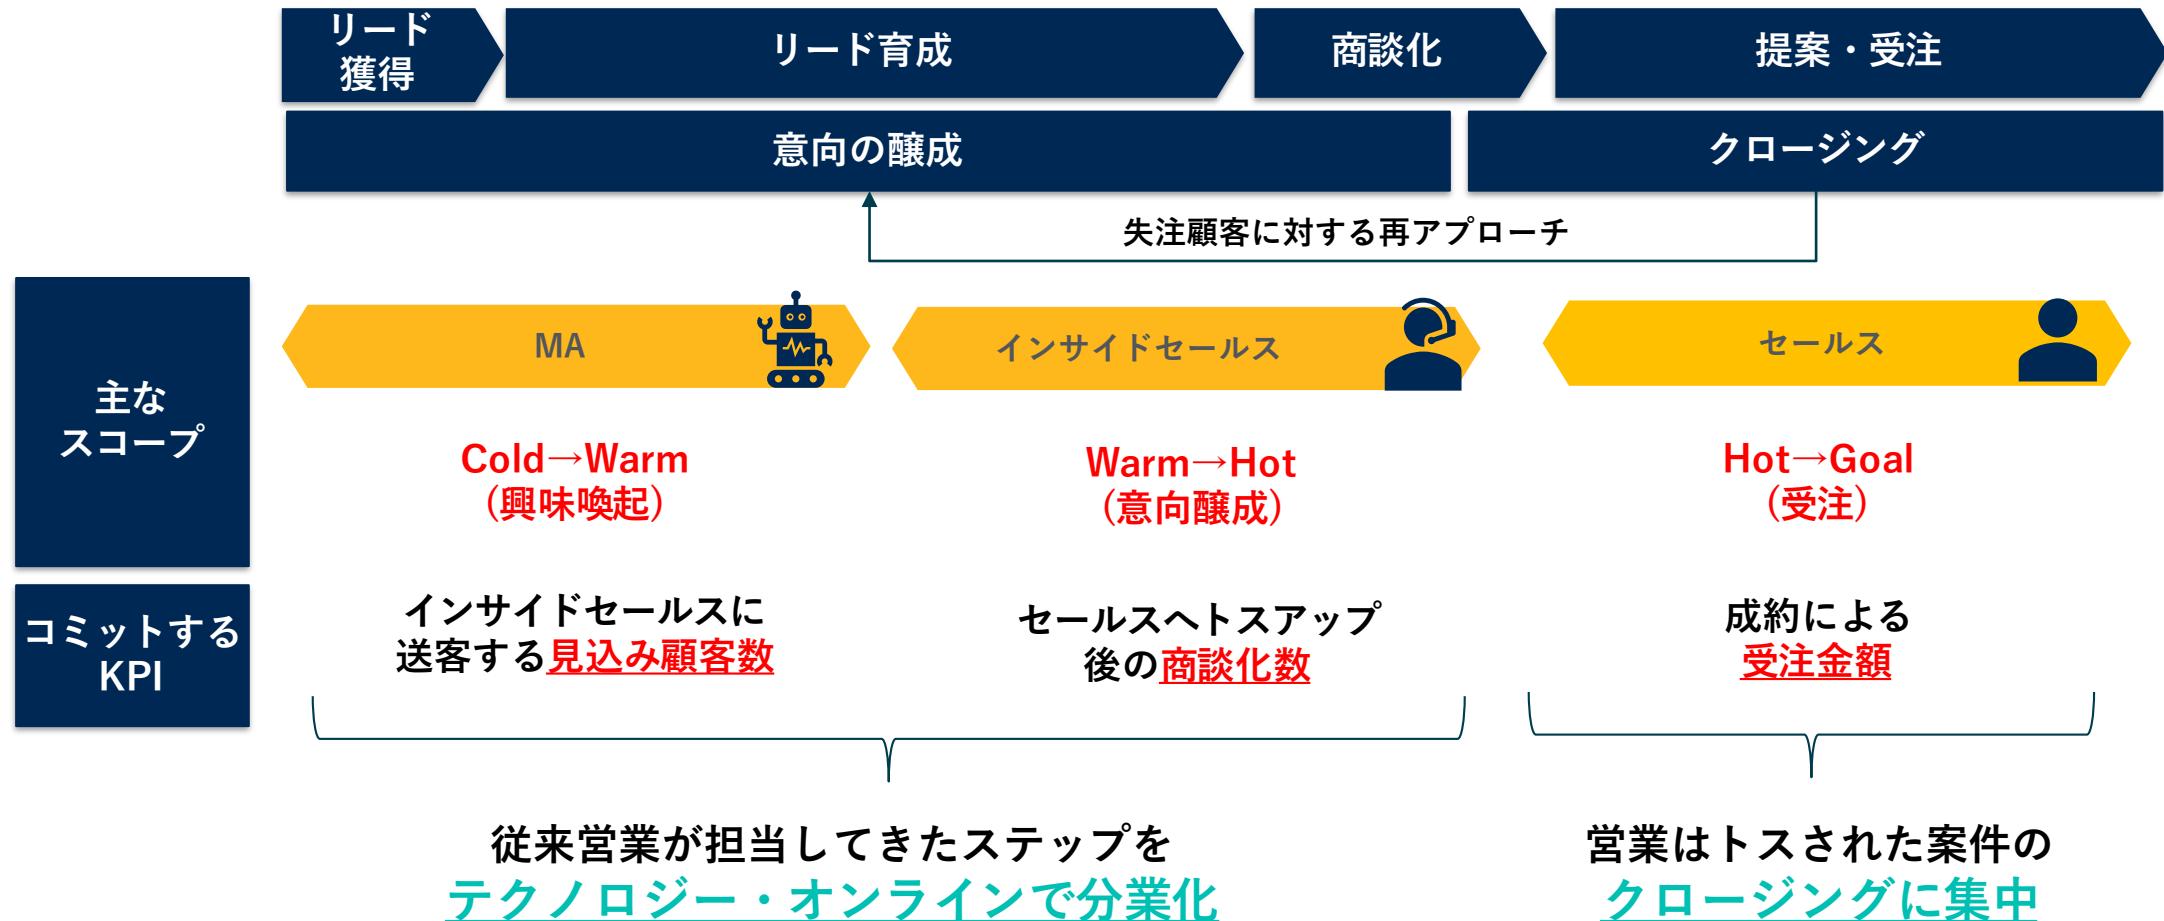 リード
獲得
リード育成
商談化
提案・受注
意向の醸成
クロージング
失注顧客に対する再アプローチ
主な
スコープ
MA
インサイドセールス
セールス
Cold→Warm
(興味喚起)
Warm→Hot
(意向醸成)
Hot→Goal
(受注)
コミットする
KPI
インサイドセールスに
送客する見込み顧客数
セールスへトスアップ
後の商談化数
成約による
受注金額
従来営業が担当してきたステップを
テクノロジー・オンラインで分業化
営業はトスされた案件の
クロージングに集中